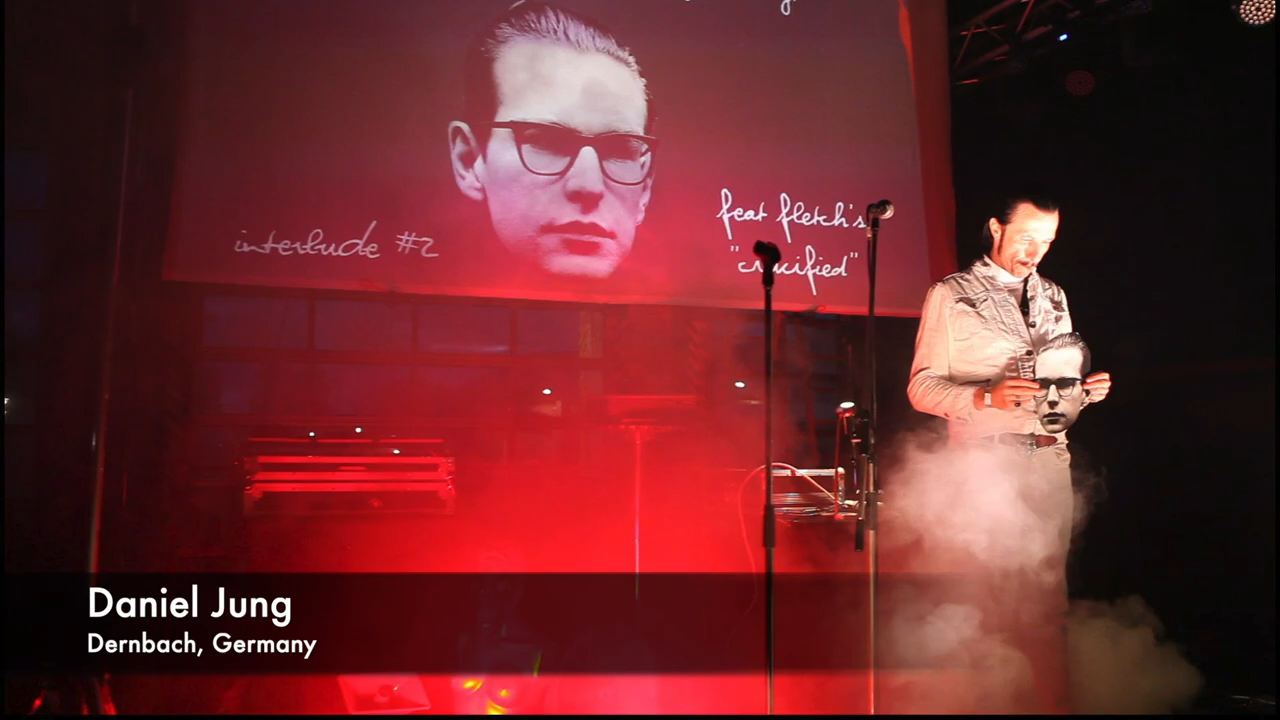 interlude #2
feat fletch's
"crucified"
Daniel Jung
Dernbach, Germany